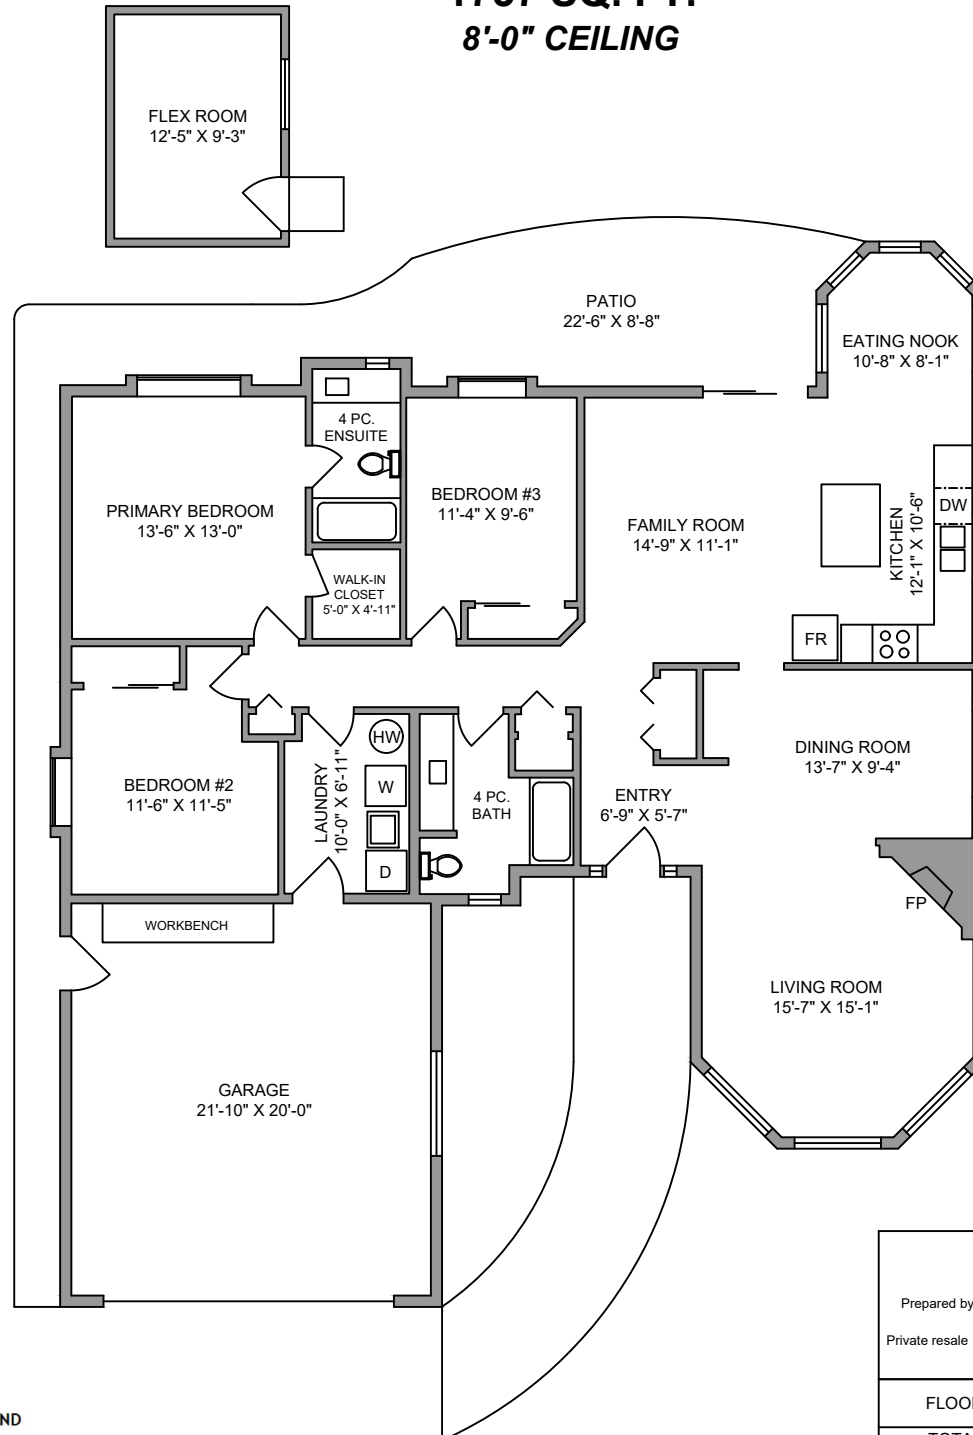 8'-0" CEILING
FLEX ROOM
12'-5" X 9'-3"
PATIO
22'-6" X 8'-8"
EATING NOOK
10'-8" X 8'-1"
4 PC.
ENSUITE
PRIMARY BEDROOM
13'-6" X 13'-0"
BEDROOM #3
11'-4" X 9'-6"
FAMILY ROOM
14'-9" X 11'-1"
KITCHEN
12'-1" X 10'-6"
DW
WALK-IN
CLOSET
5'-0" X 4'-11"
FR
BEDROOM #2
11'-6" X 11'-5"
LAUNDRY
10'-0" X 6'-11"
HW
W
D
4 PC.
BATH
ENTRY
6'-9" X 5'-7"
DINING ROOM
13'-7" X 9'-4"
FP
WORKBENCH
LIVING ROOM
15'-7" X 15'-1"
GARAGE
21'-10" X 20'-0"
Prepared by
Private resale